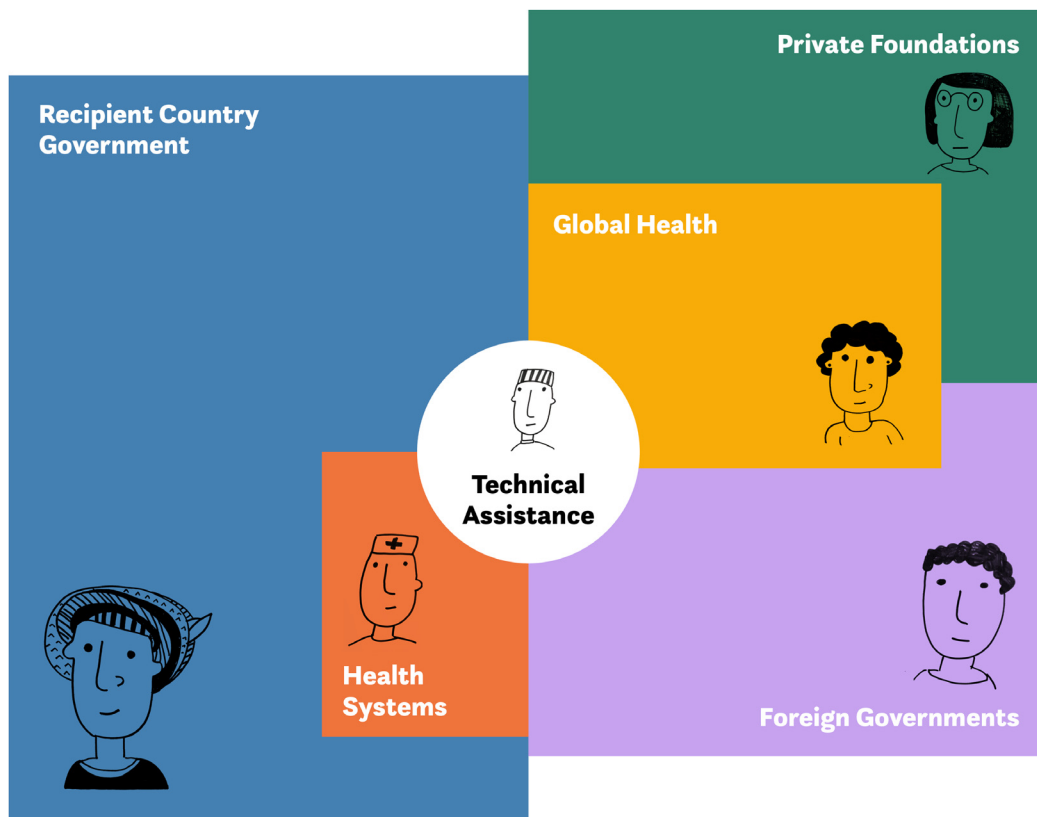 Private Foundations
Recipient Country
Government
Global Health
Technical
Assistance
Health
Systems
Foreign Governments